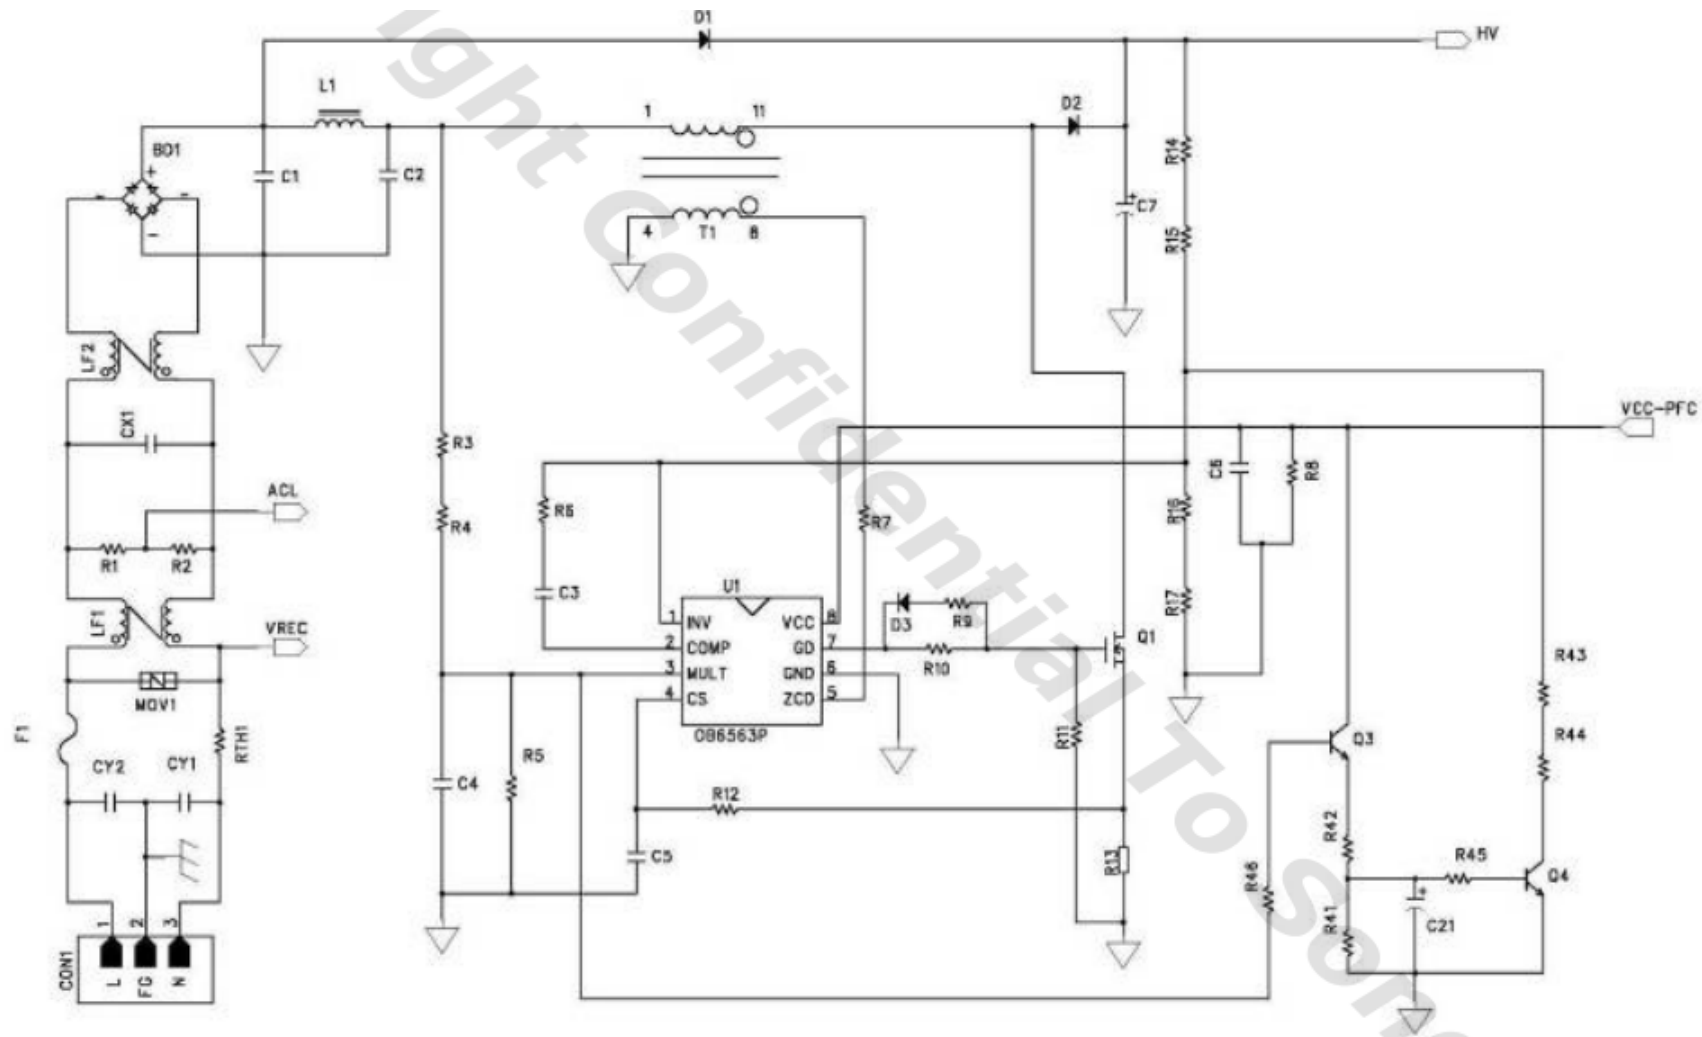 D1
HV
L1
1
11
D2
BD1
+
C1
C2
R14
-
-
+
C7
4
T1
8
R15
-
LF2
CX1
VCC-PFC
R3
ACL
C6
R8
R4
R6
R7
R16
R1
R2
U1
C3
R17
LF1
VREC
1
INV
VCC
8
D3
R9
Q1
2
COMP
GD
7
R10
3
MULT
GND
6
R43
MOV1
4
CS
ZCD
5
F1
RTH1
OB6563P
R11
Q3
R44
CY2
CY1
R5
C4
R12
R42
C5
R13
R45
Q4
R46
+
1
2
3
R41
C21
CON1
L
FG
N
ight Confidential To Sono